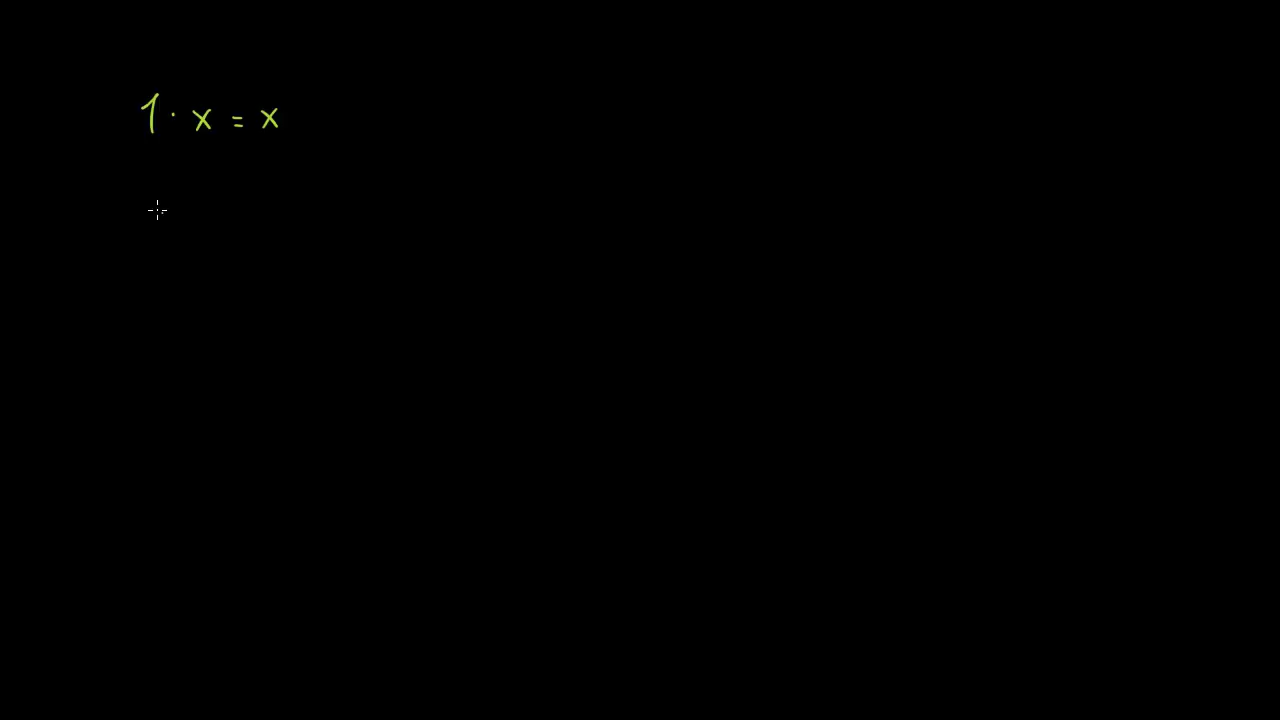 1 · x = x